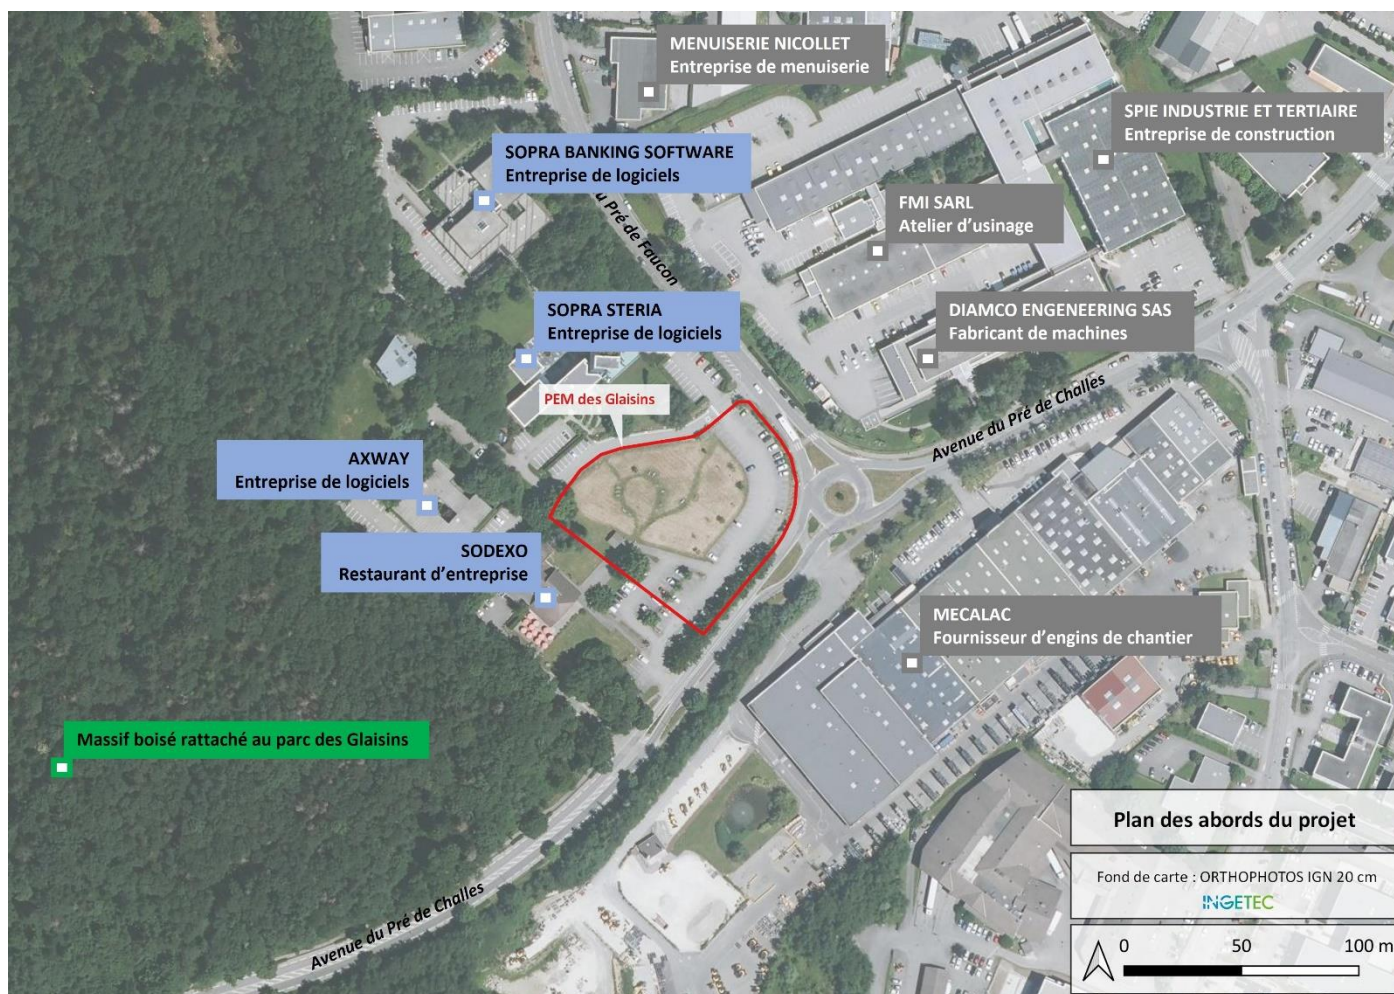 MENUISERIE NICOLLET
Entreprise de menuiserie
SPIE INDUSTRIE ET TERTIAIRE
Entreprise de construction
SOPRA BANKING SOFTWARE
Entreprise de logiciels
du Pré de Faucon
FMI SARL
Atelier d'usinage
SOPRA STERIA
Entreprise de logiciels
DIAMCO ENGENEERING SAS
Fabricant de machines
PEM des Glaisins
Avenue du Pré de Challes
AXWAY
Entreprise de logiciels
SODEXO
Restaurant d'entreprise
MECALAC
Fournisseur d'engins de chantier
Massif boisé rattaché au parc des Glaisins
Avenue du Pré de Challes
Plan des abords du projet
Fond de carte : ORTHOPHOTOS IGN 20 cm
INGETEC
0 50 100 m